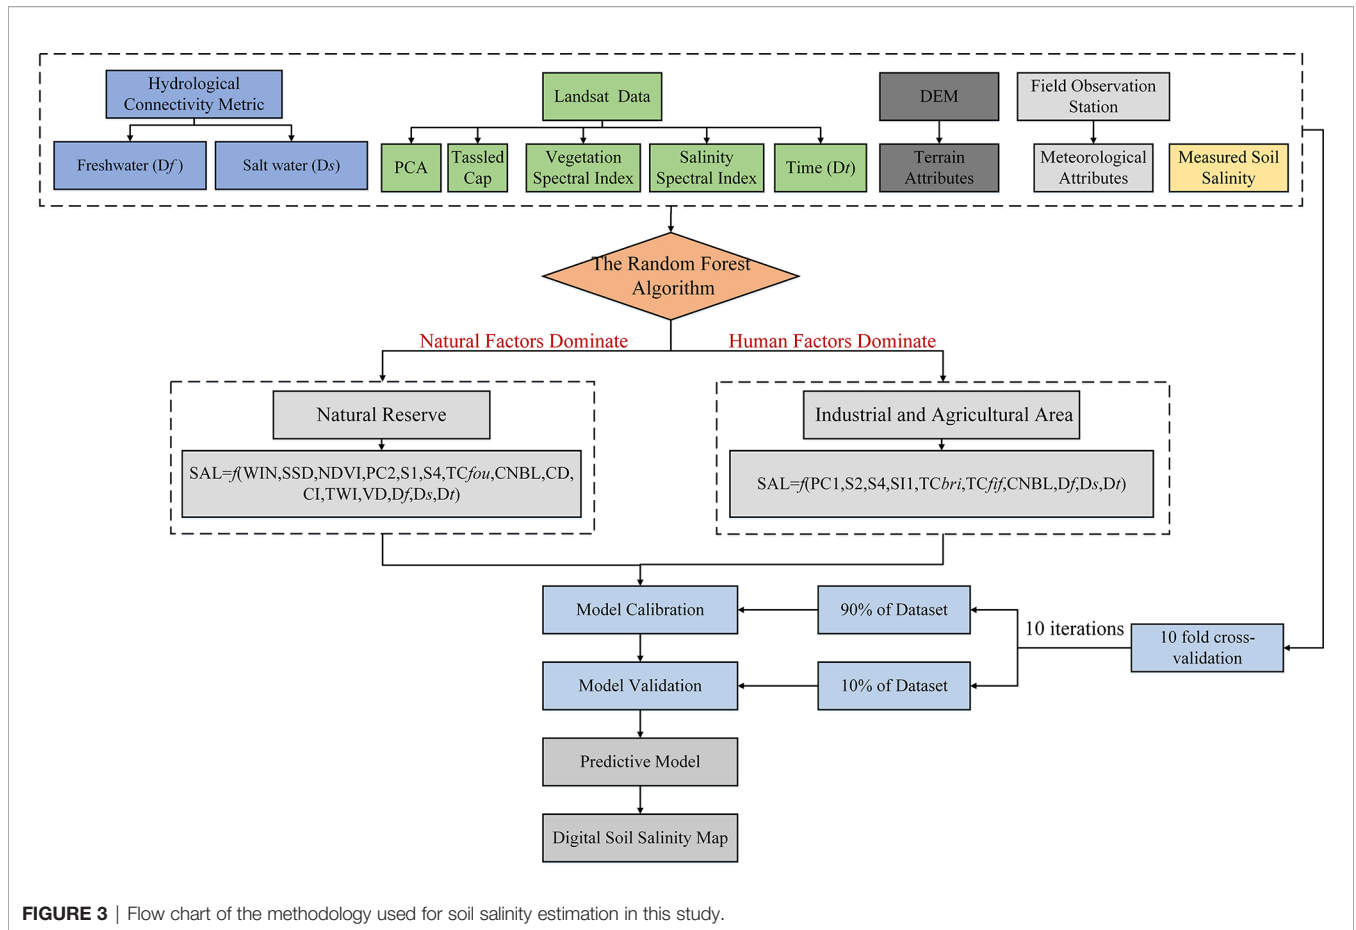 Hydrological
Connectivity Metric
Landsat Data
DEM
Field Observation
Station
Freshwater (Df)
Salt water (Ds)
PCA
Tassled
Cap
Vegetation
Spectral Index
Salinity
Spectral Index
Time (Dt)
Terrain
Attributes
Meteorological
Attributes
Measured Soil
Salinity
The Random Forest
Algorithm
Natural Factors Dominate
Human Factors Dominate
Natural Reserve
Industrial and Agricultural Area
SAL=f(WIN,SSD,NDVI,PC2,S1,S4,TCfou,CNBL,CD,
CI,TWI,VD,Df,Ds,Dt)
SAL=f(PC1,S2,S4,SI1,TCbri,TCfif,CNBL,Df,Ds,Dt)
Model Calibration
90% of Dataset
10 iterations
10 fold cross-
validation
Model Validation
10% of Dataset
Predictive Model
Digital Soil Salinity Map
FIGURE 3 | Flow chart of the methodology used for soil salinity estimation in this study.